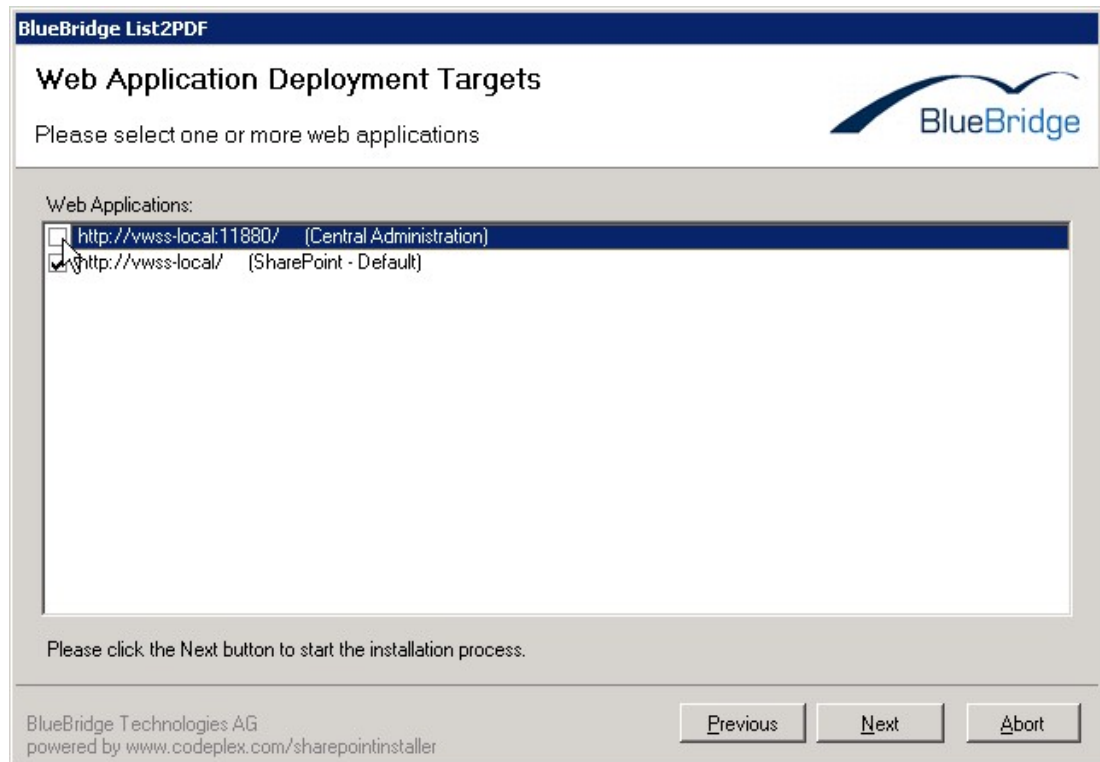 BlueBridge List2PDF
Web Application Deployment Targets
Please select one or more web applications
BlueBridge
Web Applications:
http://vwss-local:11880/ (Central Administration)
http://vwss-local/ (SharePoint - Default)
Please click the Next button to start the installation process.
BlueBridge Technologies AG
powered by www.codeplex.com/sharepointinstaller
Previous Next Abort